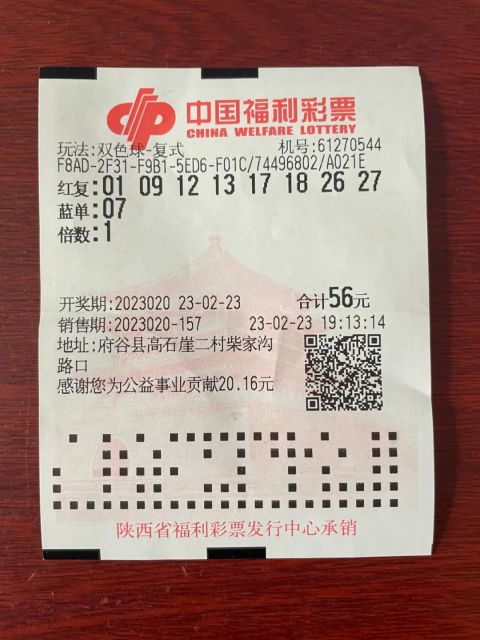 中国福利彩票
CHINA WELFARE LOTTERY
玩法:双色球-复式 机号:61270544
F8AD-2F31-F9B1-5ED6-F01C/74496802/A021E
红复:01 09 12 13 17 18 26 27
蓝单:07
倍数:1
开奖期:2023020 23-02-23 合计56元
销售期:2023020-157 23-02-23 19:13:14
地址:府谷县高石崖二村柴家沟
路口
感谢您为公益事业贡献20.16元
陕西省福利彩票发行中心承销